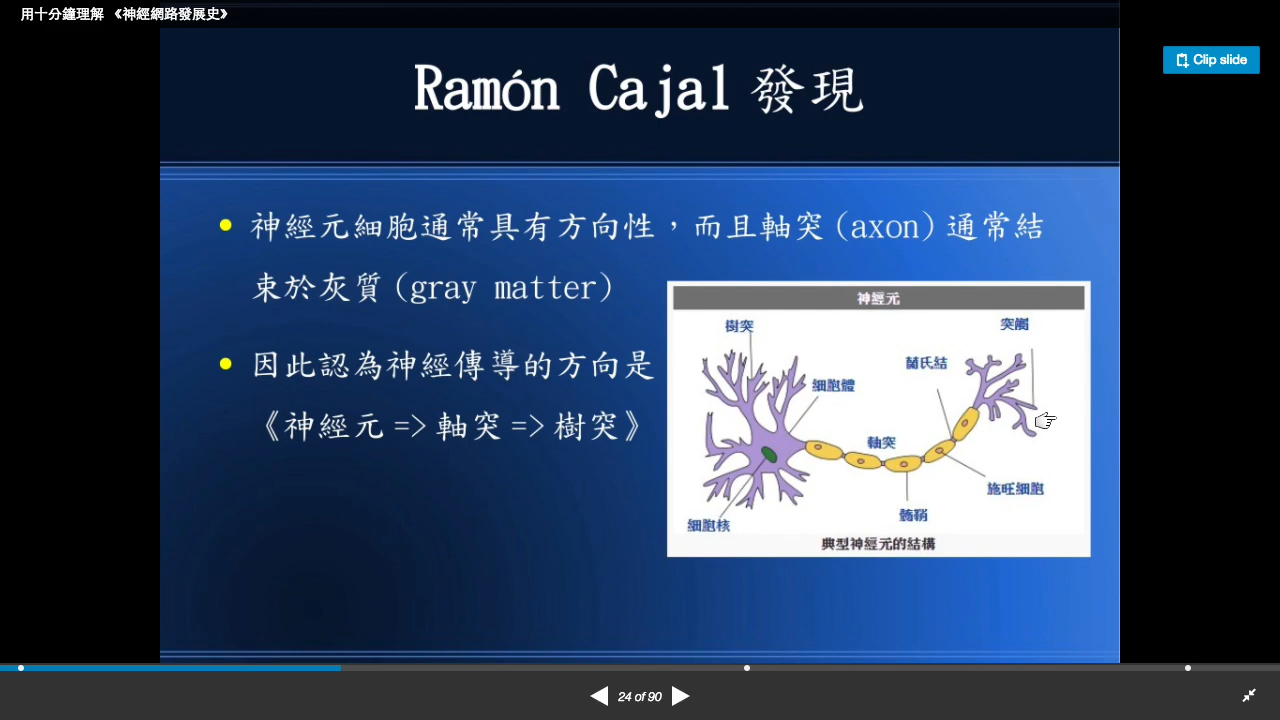 用十分鐘理解 《神經網路發展史》
Clip slide
Ramón Cajal 發現
神經元細胞通常具有方向性，而且軸突(axon)通常結
束於灰質(gray matter)
因此認為神經傳導的方向是
《神經元 => 軸突 => 樹突》
神經元
樹突
突觸
蘭氏結
細胞體
軸突
施旺細胞
髓鞘
細胞核
典型神經元的結構
24 of 90